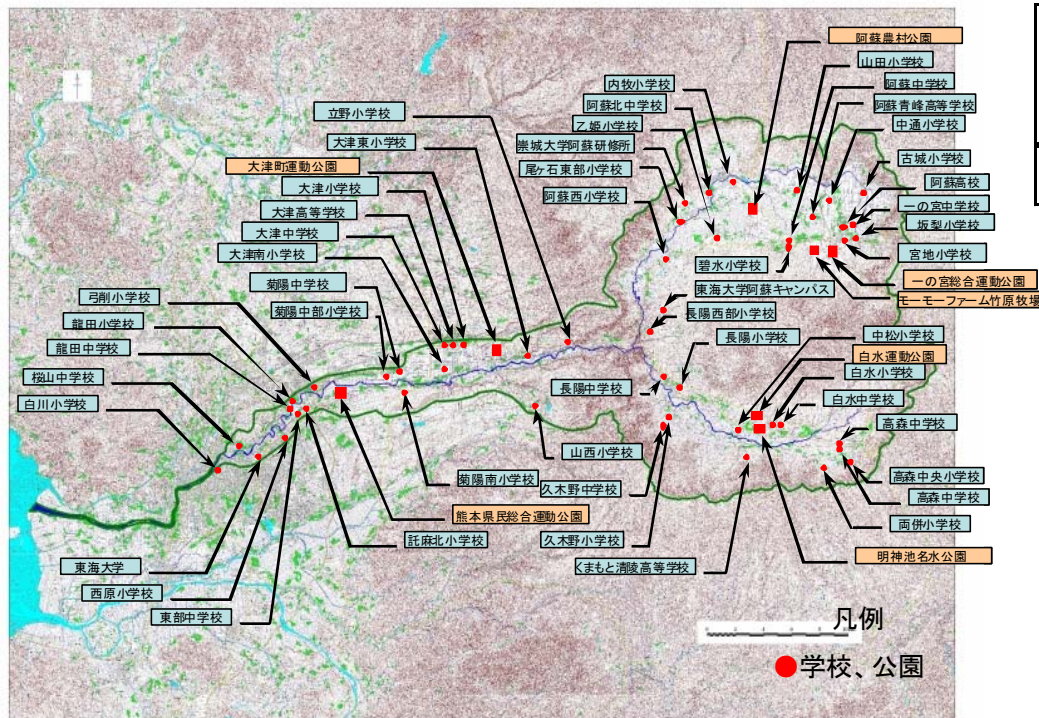 阿蘇農村公園
山田小学校
内牧小学校
阿蘇中学校
立野小学校
阿蘇北中学校
阿蘇青峰高等学校
乙姫小学校
中通小学校
大津東小学校
崇城大学阿蘇研修所
古城小学校
大津町運動公園
尾ヶ石東部小学校
阿蘇高校
大津小学校
阿蘇西小学校
一の宮中学校
大津高等学校
坂梨小学校
大津中学校
宮地小学校
大津南小学校
碧水小学校
一の宮総合運動公園
菊陽中学校
東海大学阿蘇キャンパス
モーモーファーム竹原牧場
弓削小学校
菊陽中部小学校
長陽西部小学校
龍田小学校
長陽小学校
中松小学校
龍田中学校
白水運動公園
桜山中学校
長陽中学校
白水小学校
白川小学校
白水中学校
高森中学校
山西小学校
菊陽南小学校
久木野中学校
高森中央小学校
高森中学校
熊本県民総合運動公園
両併小学校
託麻北小学校
久木野小学校
明神池名水公園
東海大学
くまもと清陵高等学校
西原小学校
東部中学校
凡例
学校、公園